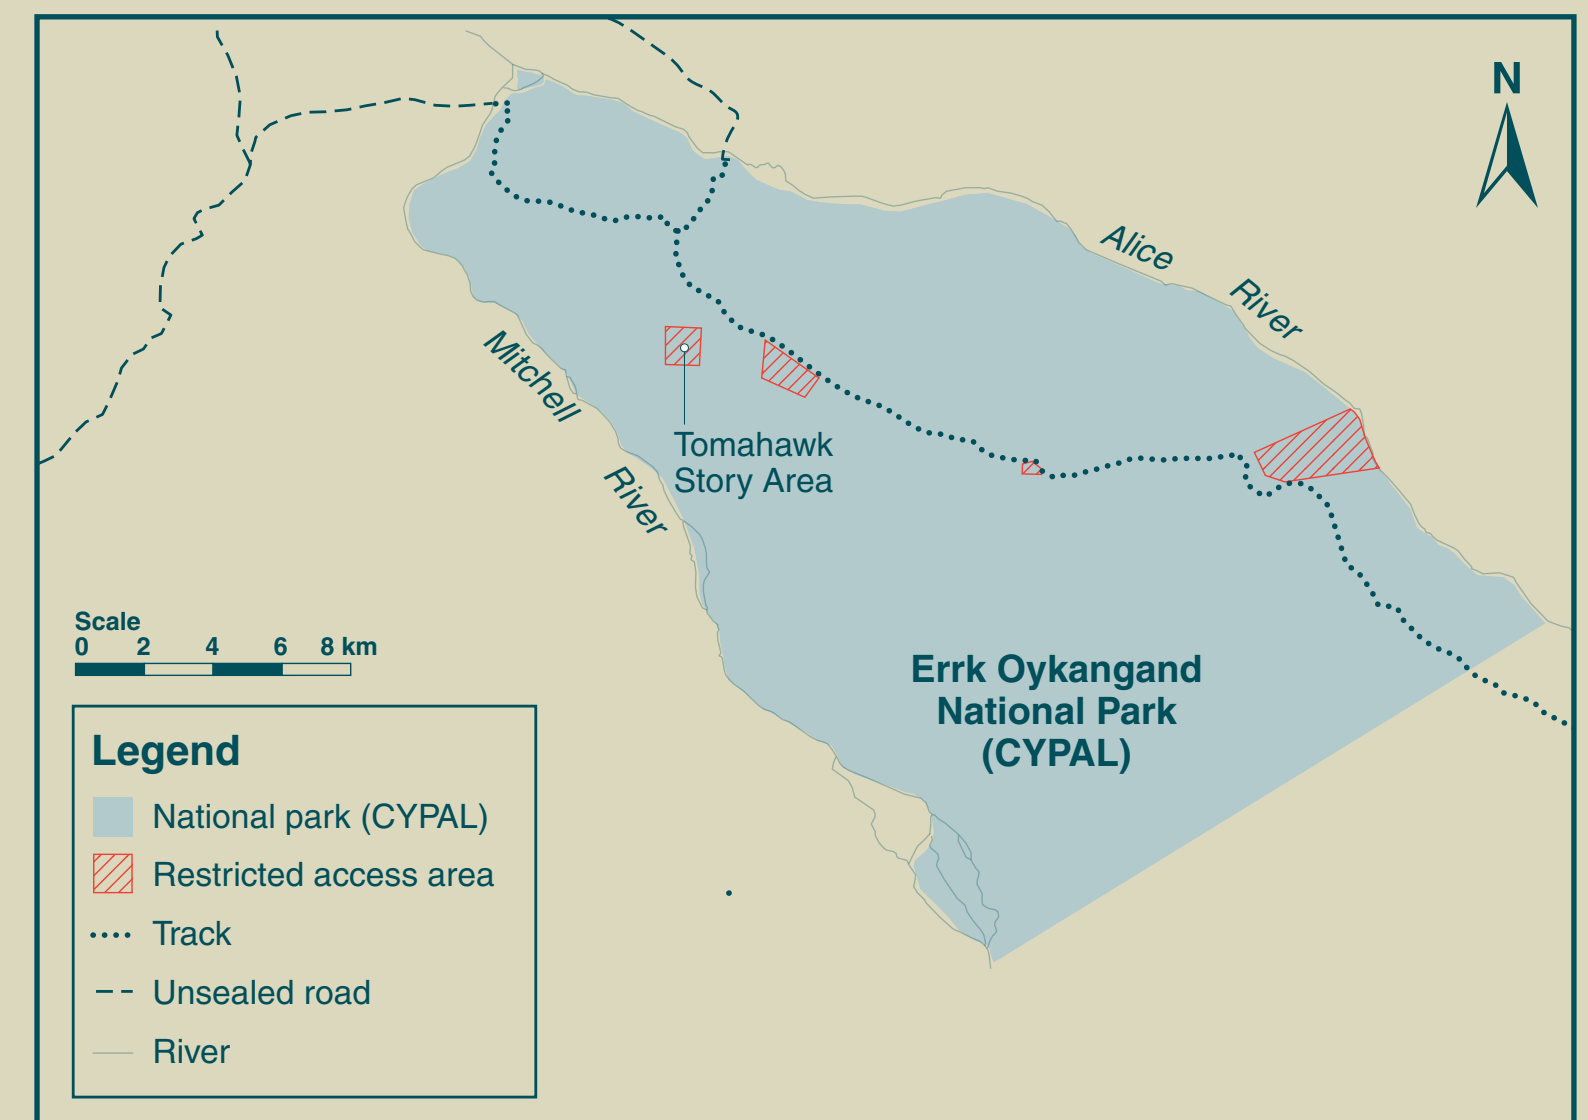 N
Alice
River
Mitchell
River
Tomahawk
Story Area
Scale
0 2 4 6 8 km
Errk Oykangand
National Park
(CYPAL)
Legend
National park (CYPAL)
Restricted access area
Track
Unsealed road
River